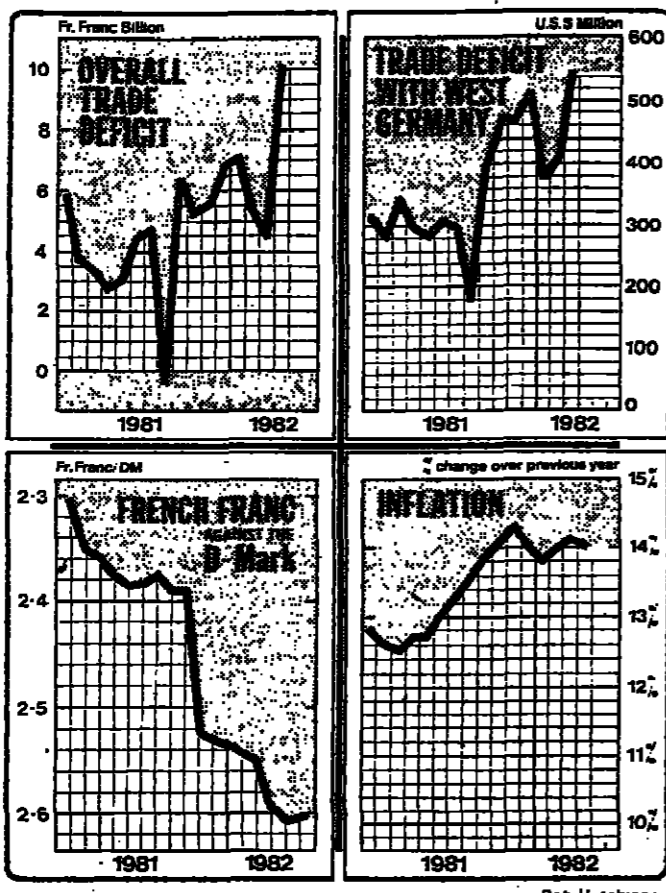 Fr. Franc Billion
OVERALL
TRADE
DEFICIT
10
8
6
4
2
0
1981 1982
U.S.$ Million
TRADE DEFICIT
WITH WEST
GERMANY
600
500
400
300
200
100
0
1981 1982
Fr. Franc/DM
FRENCH FRANC
AGAINST THE
D-Mark
2·3
2·4
2·5
2·6
1981 1982
% change over previous year
INFLATION
15%
14%
13%
12%
11%
10%
1981 1982